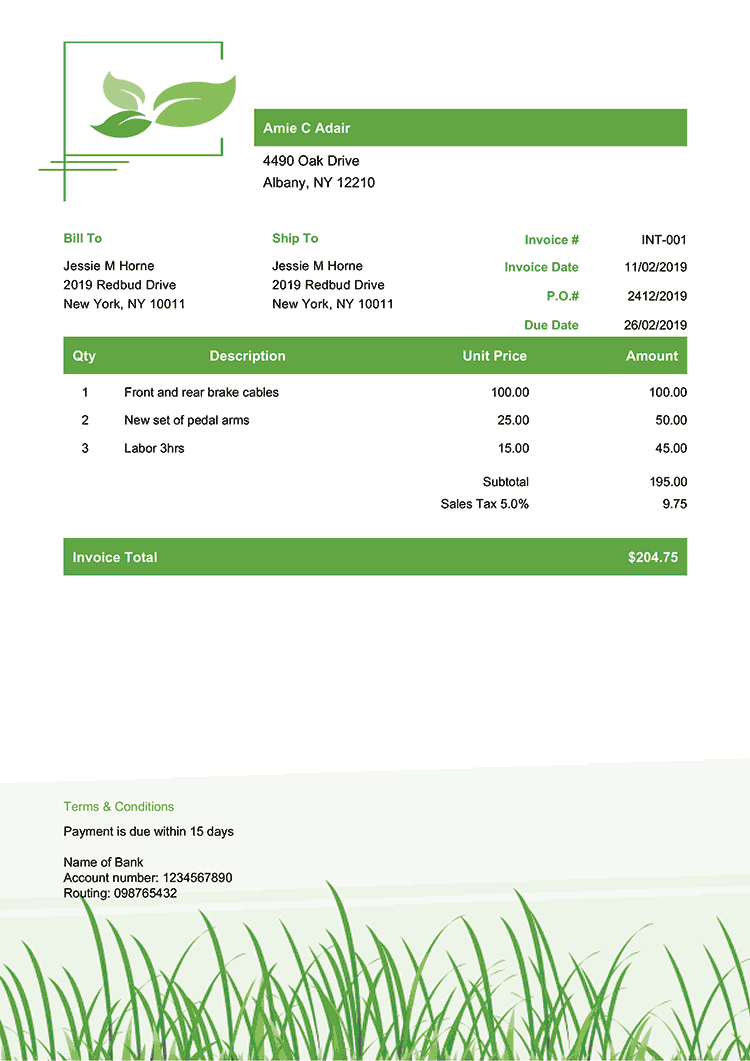 Amie C Adair
4490 Oak Drive
Albany, NY 12210
Bill To
Jessie M Horne
2019 Redbud Drive
New York, NY 10011
Ship To
Jessie M Horne
2019 Redbud Drive
New York, NY 10011
Invoice # INT-001
Invoice Date 11/02/2019
P.O.# 2412/2019
Due Date 26/02/2019
Qty Description Unit Price Amount
1 Front and rear brake cables 100.00 100.00
2 New set of pedal arms 25.00 50.00
3 Labor 3hrs 15.00 45.00
Subtotal 195.00
Sales Tax 5.0% 9.75
Invoice Total $204.75
Terms & Conditions
Payment is due within 15 days
Name of Bank
Account number: 1234567890
Routing: 098765432